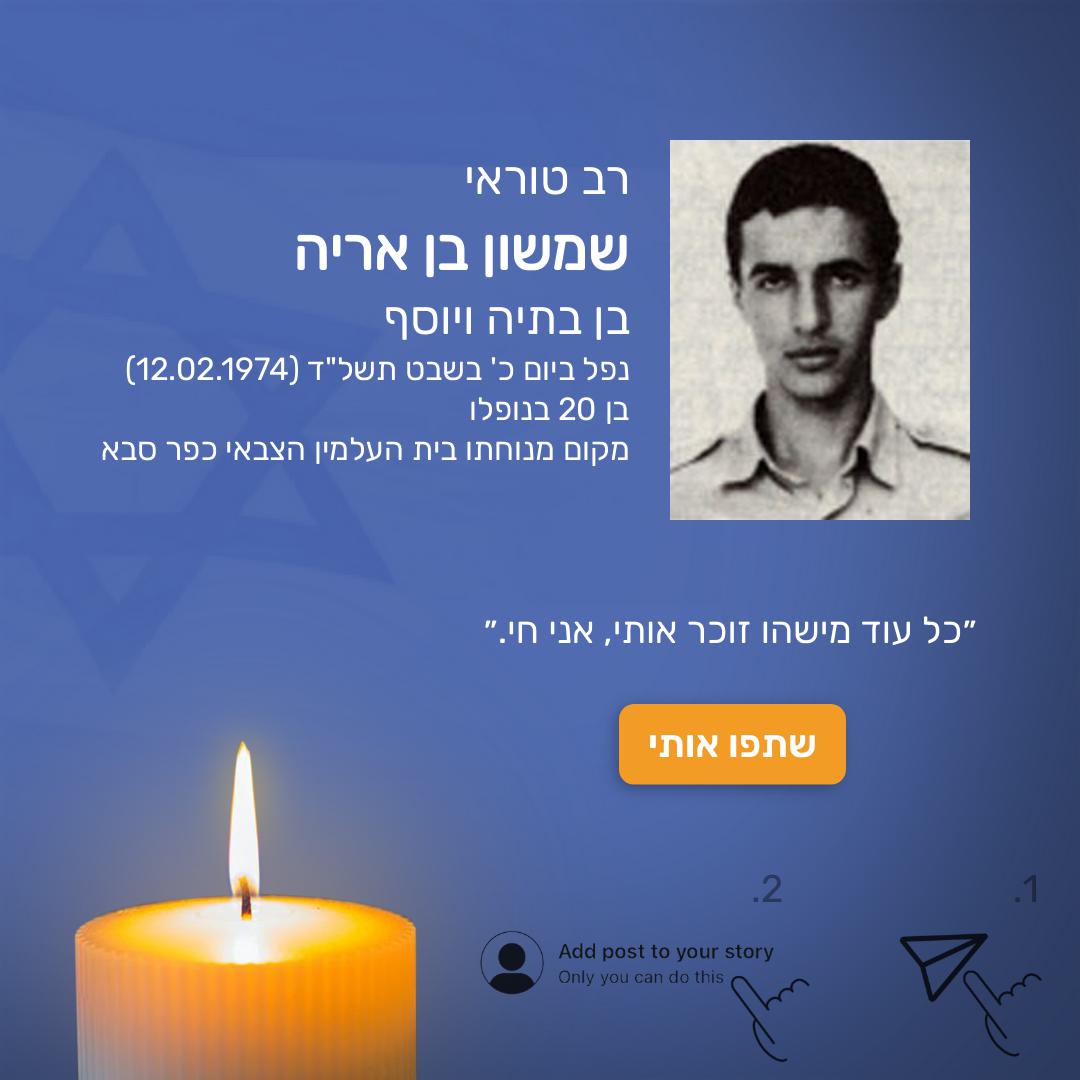 רב טוראי
שמשון בן אריה
בן בתיה ויוסף
נפל ביום כ' בשבט תשל"ד (12.02.1974)
בן 20 בנופלו
מקום מנוחתו בית העלמין הצבאי כפר סבא
״כל עוד מישהו זוכר אותי, אני חי.״
שתפו אותי
1.
2.
Add post to your story
Only you can do this